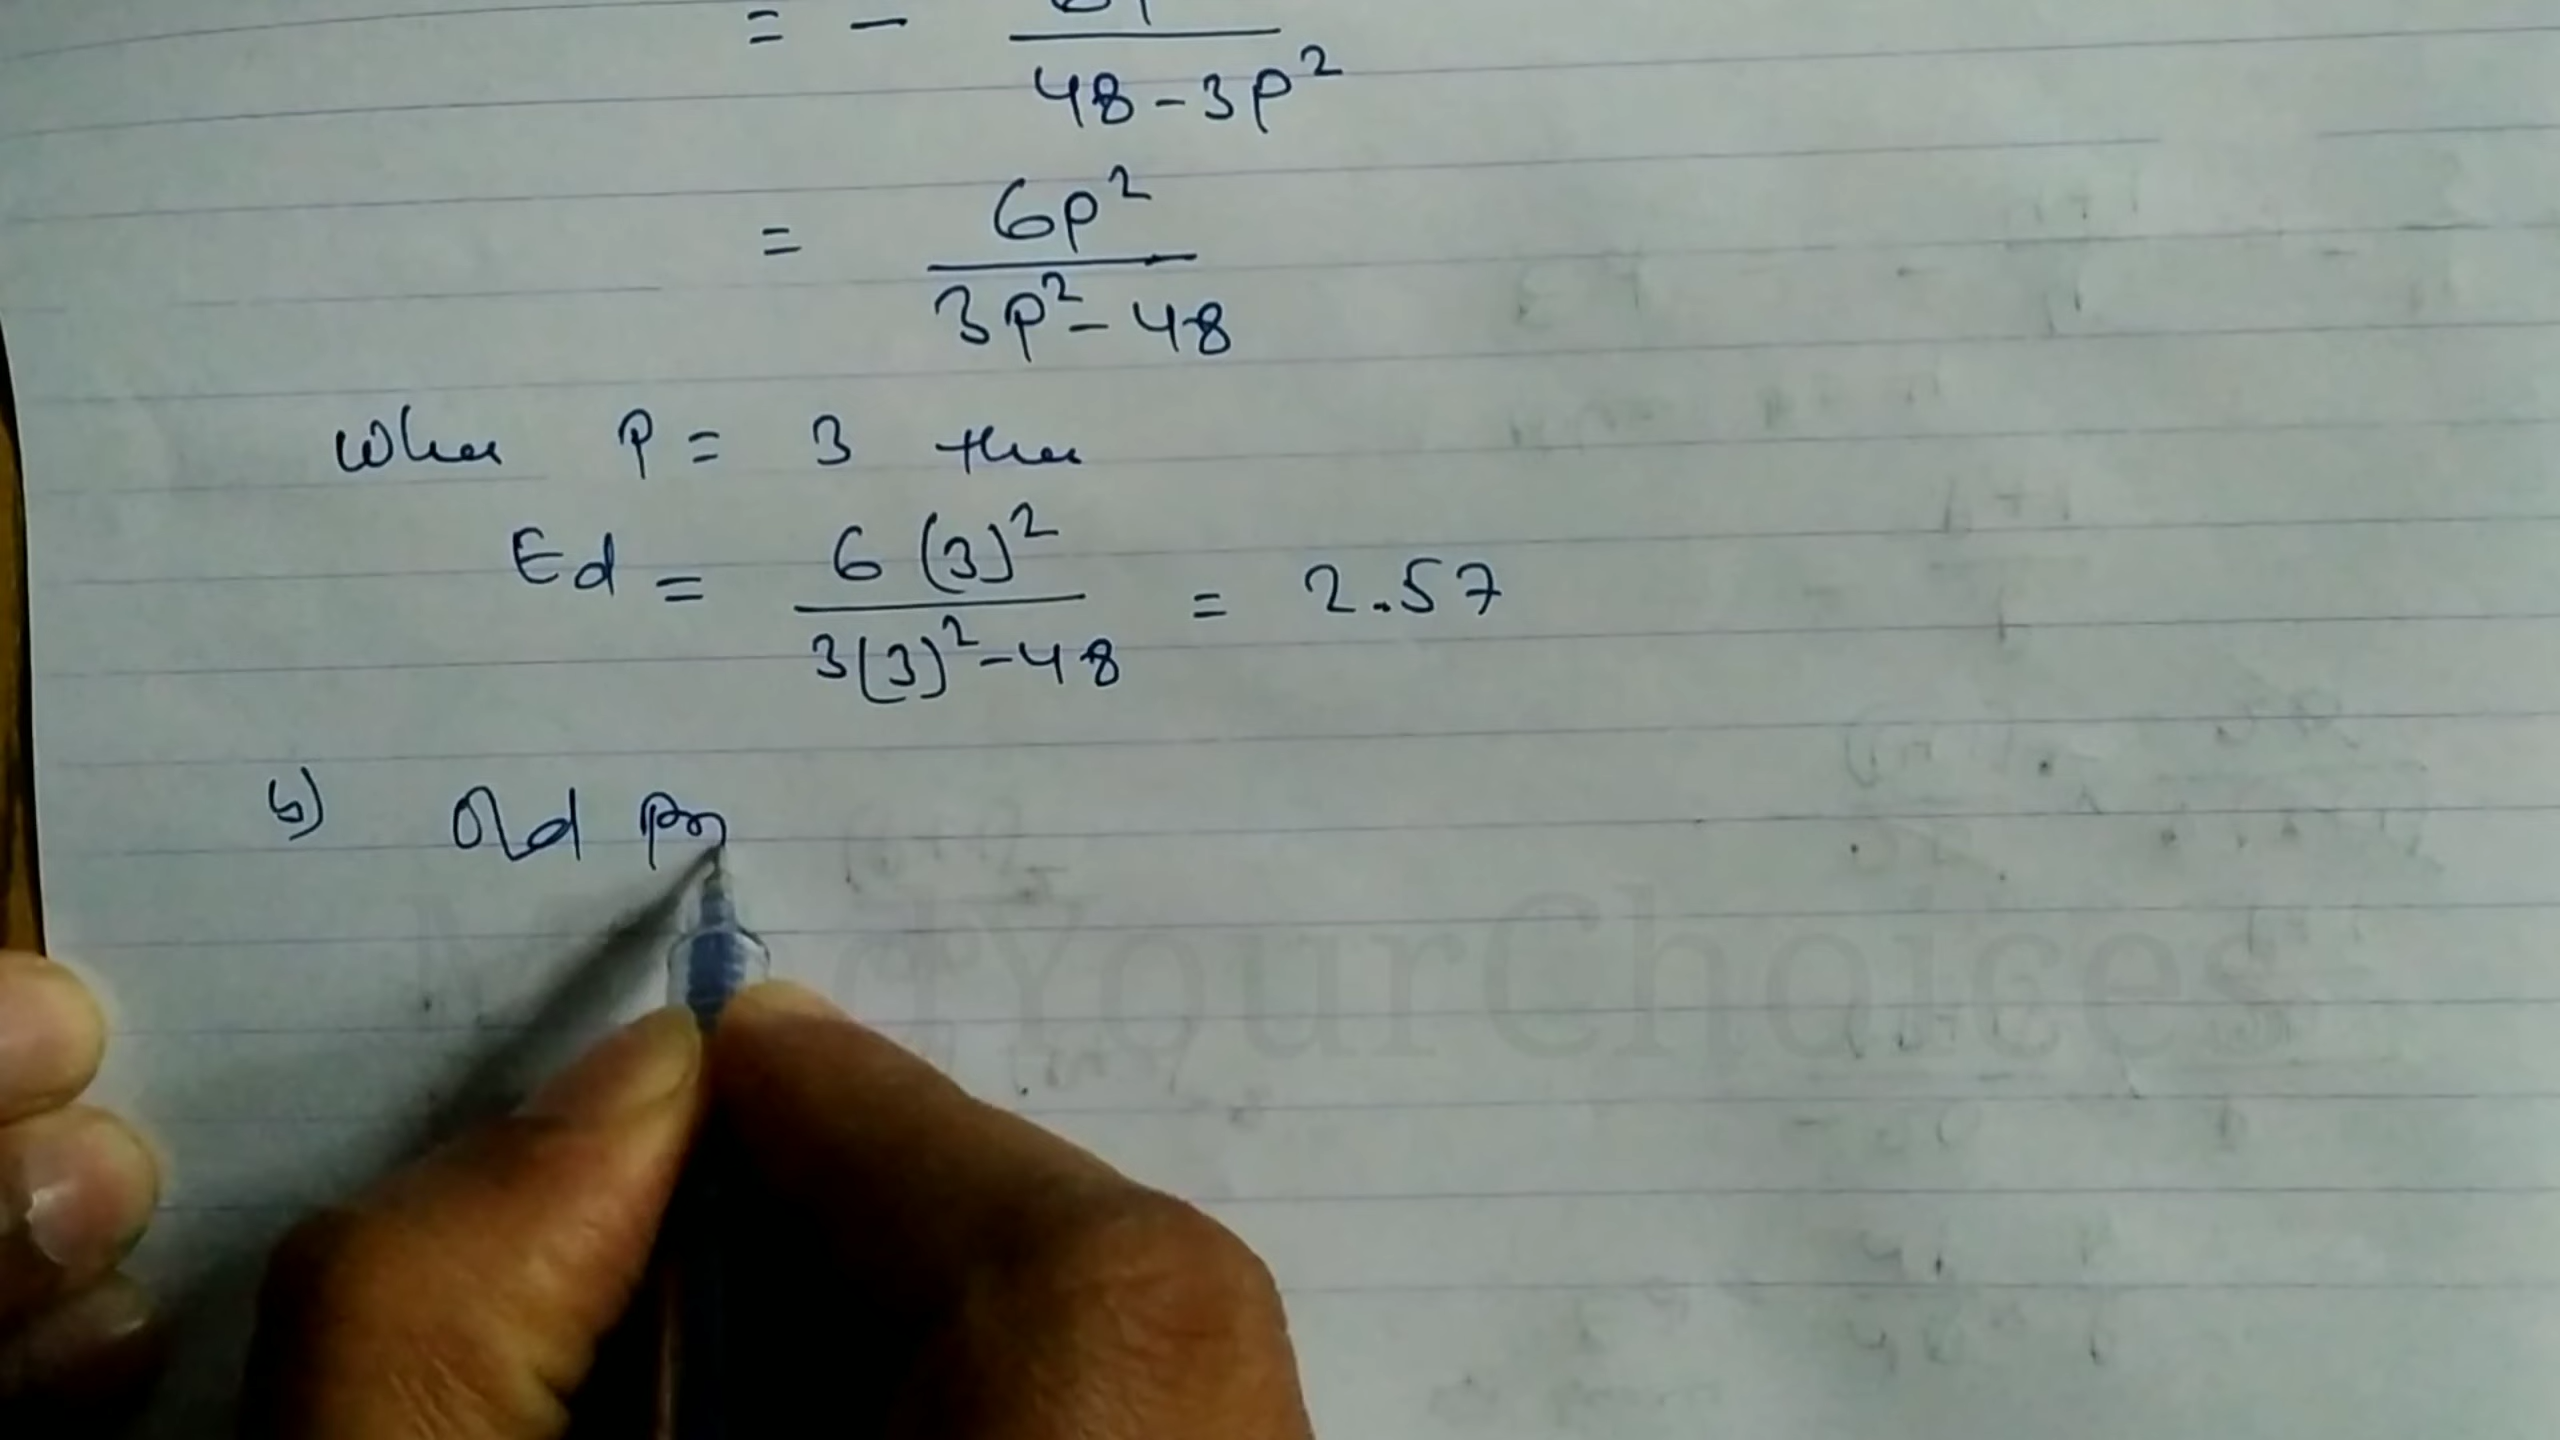 = -
48 - 3P²
= 6P² / 3P² - 48
When P = 3 then
Ed = 6 (3)² / 3(3)² - 48 = 2.57
b) Old
YourChoices